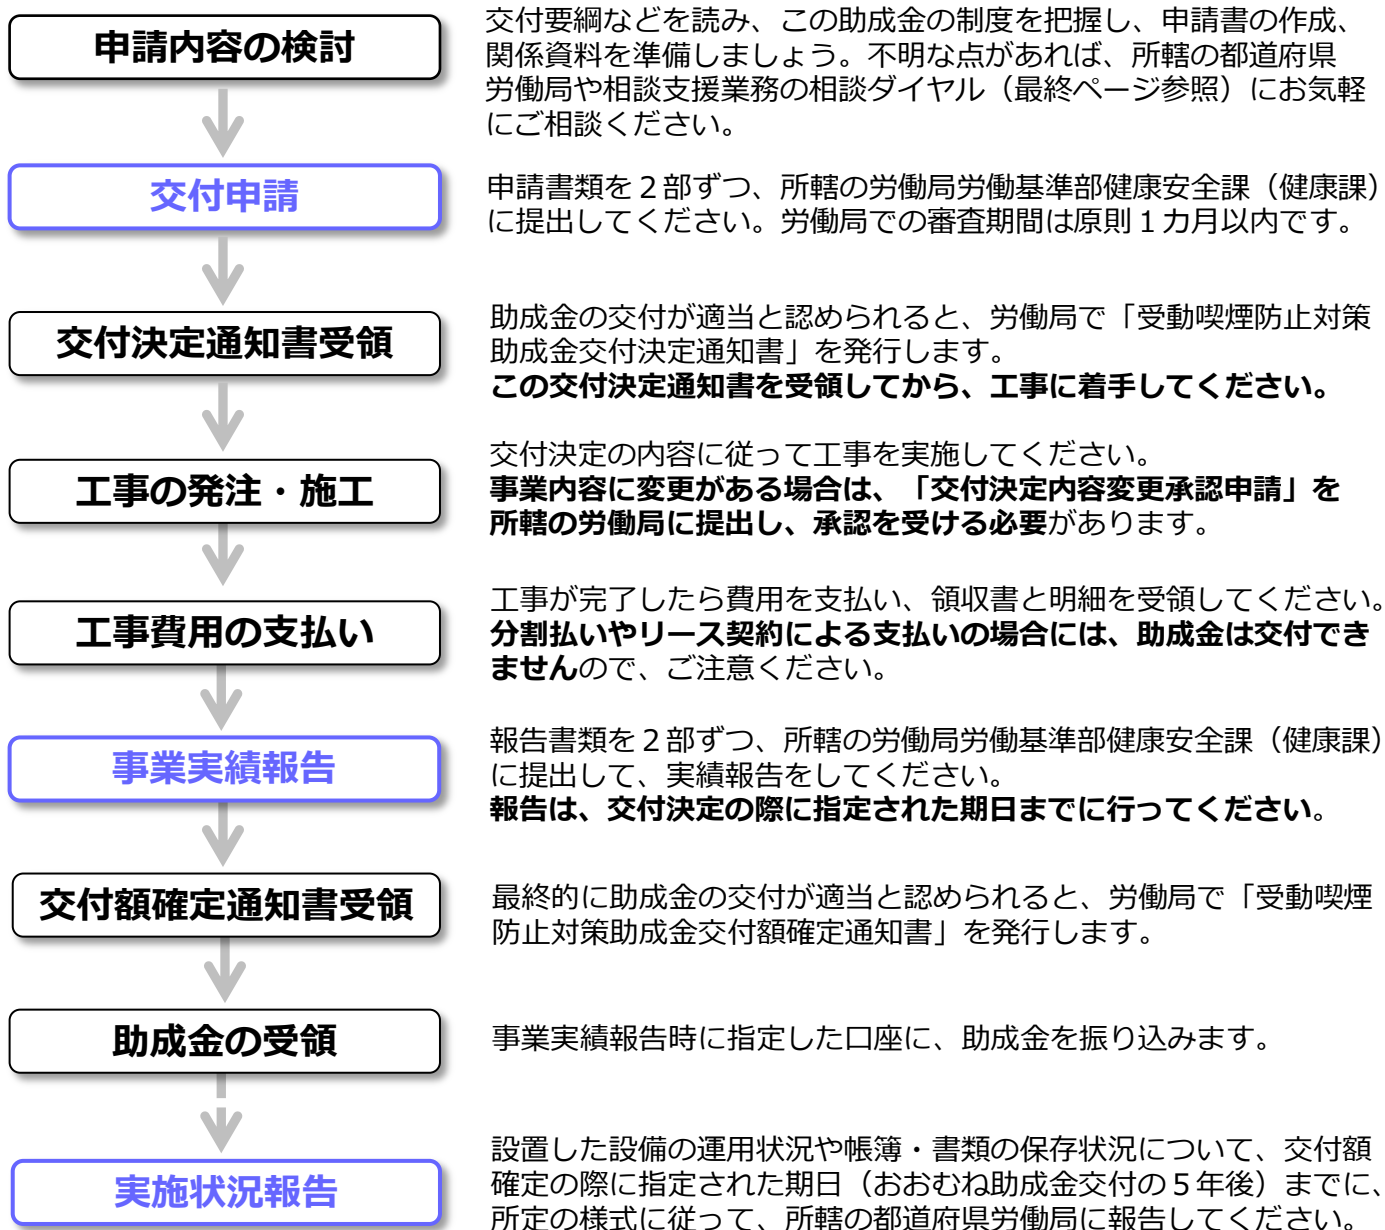 申請内容の検討
交付要綱などを読み、この助成金の制度を把握し、申請書の作成、
関係資料を準備しましょう。不明な点があれば、所轄の都道府県
労働局や相談支援業務の相談ダイヤル（最終ページ参照）にお気軽
にご相談ください。
交付申請
申請書類を２部ずつ、所轄の労働局労働基準部健康安全課（健康課）
に提出してください。労働局での審査期間は原則１カ月以内です。
交付決定通知書受領
助成金の交付が適当と認められると、労働局で「受動喫煙防止対策
助成金交付決定通知書」を発行します。
この交付決定通知書を受領してから、工事に着手してください。
工事の発注・施工
交付決定の内容に従って工事を実施してください。
事業内容に変更がある場合は、「交付決定内容変更承認申請」を
所轄の労働局に提出し、承認を受ける必要があります。
工事費用の支払い
工事が完了したら費用を支払い、領収書と明細を受領してください。
分割払いやリース契約による支払いの場合には、助成金は交付でき
ませんので、ご注意ください。
事業実績報告
報告書類を２部ずつ、所轄の労働局労働基準部健康安全課（健康課）
に提出して、実績報告をしてください。
報告は、交付決定の際に指定された期日までに行ってください。
交付額確定通知書受領
最終的に助成金の交付が適当と認められると、労働局で「受動喫煙
防止対策助成金交付額確定通知書」を発行します。
助成金の受領
事業実績報告時に指定した口座に、助成金を振り込みます。
実施状況報告
設置した設備の運用状況や帳簿・書類の保存状況について、交付額
確定の際に指定された期日（おおむね助成金交付の５年後）までに、
所定の様式に従って、所轄の都道府県労働局に報告してください。